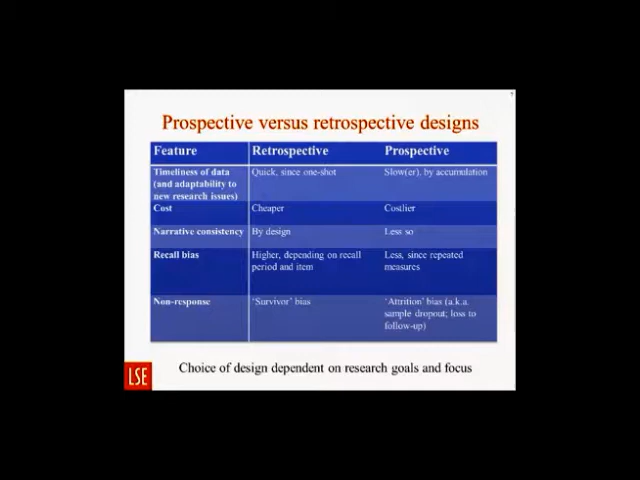 Prospective versus retrospective designs
Feature Retrospective Prospective
Timeliness of data Quick, since one-shot Slow(er), by accumulation
(and adaptability to
new research issues)
Cost Cheaper Costlier
Narrative consistency By design Less so
Recall bias Higher, depending on recall Less, since repeated
period and item measures
Non-response 'Survivor' bias 'Attrition' bias (a.k.a.
sample dropout; loss to
follow-up)
Choice of design dependent on research goals and focus
LSE